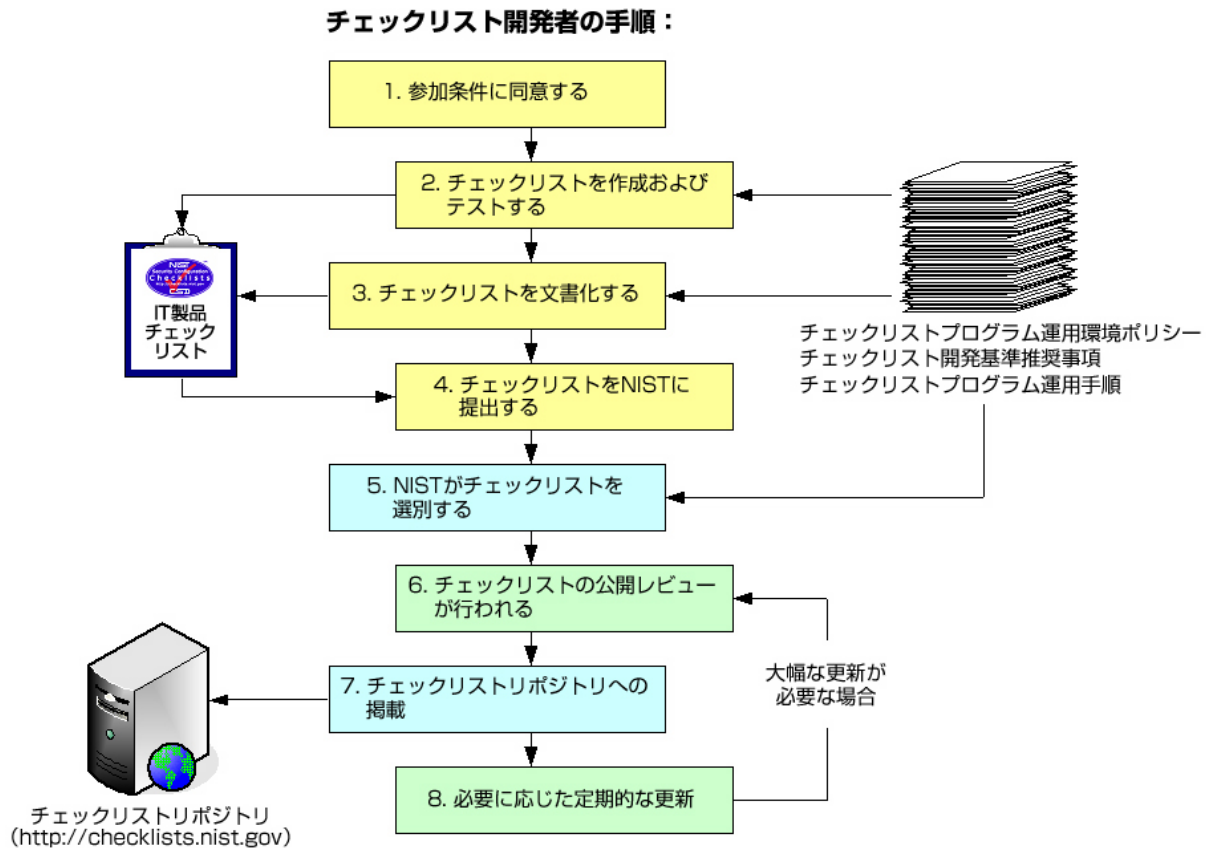 チェックリスト開発者の手順：
1. 参加条件に同意する
2. チェックリストを作成および
テストする
NIST
Security Configuration
Checklists
http://checklists.nist.gov
CSD
IT製品
チェック
リスト
3. チェックリストを文書化する
チェックリストプログラム運用環境ポリシー
チェックリスト開発基準推奨事項
チェックリストプログラム運用手順
4. チェックリストをNISTに
提出する
5. NISTがチェックリストを
選別する
6. チェックリストの公開レビュー
が行われる
大幅な更新が
必要な場合
7. チェックリストリポジトリへの
掲載
8. 必要に応じた定期的な更新
チェックリストリポジトリ
(http://checklists.nist.gov)